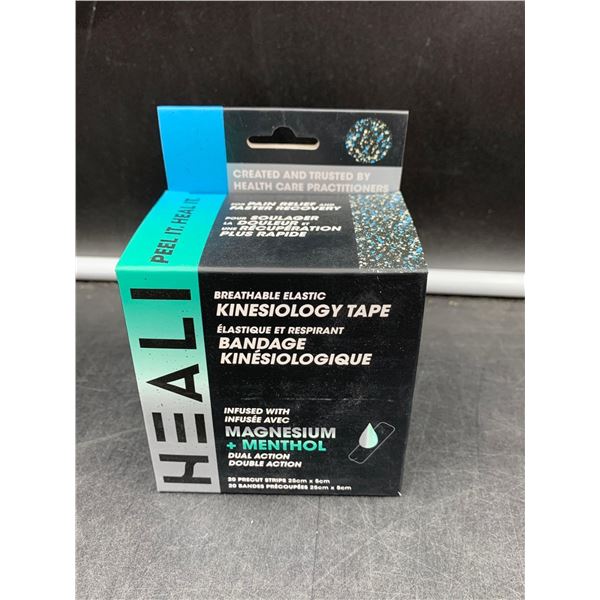 CREATED AND TRUSTED BY
HEALTH CARE PRACTITIONERS
FOR PAIN RELIEF AND
FASTER RECOVERY
POUR SOULAGER
LA DOULEUR ET
UNE RÉCUPÉRATION
PLUS RAPIDE
PEEL IT. HEAL IT.
HEALI
BREATHABLE ELASTIC
KINESIOLOGY TAPE
ÉLASTIQUE ET RESPIRANT
BANDAGE
KINÉSIOLOGIQUE
INFUSED WITH
INFUSÉE AVEC
MAGNESIUM
+ MENTHOL
DUAL ACTION
DOUBLE ACTION
20 PRECUT STRIPS 25cm x 5cm
20 BANDES PRÉCOUPÉES 25cm x 5cm